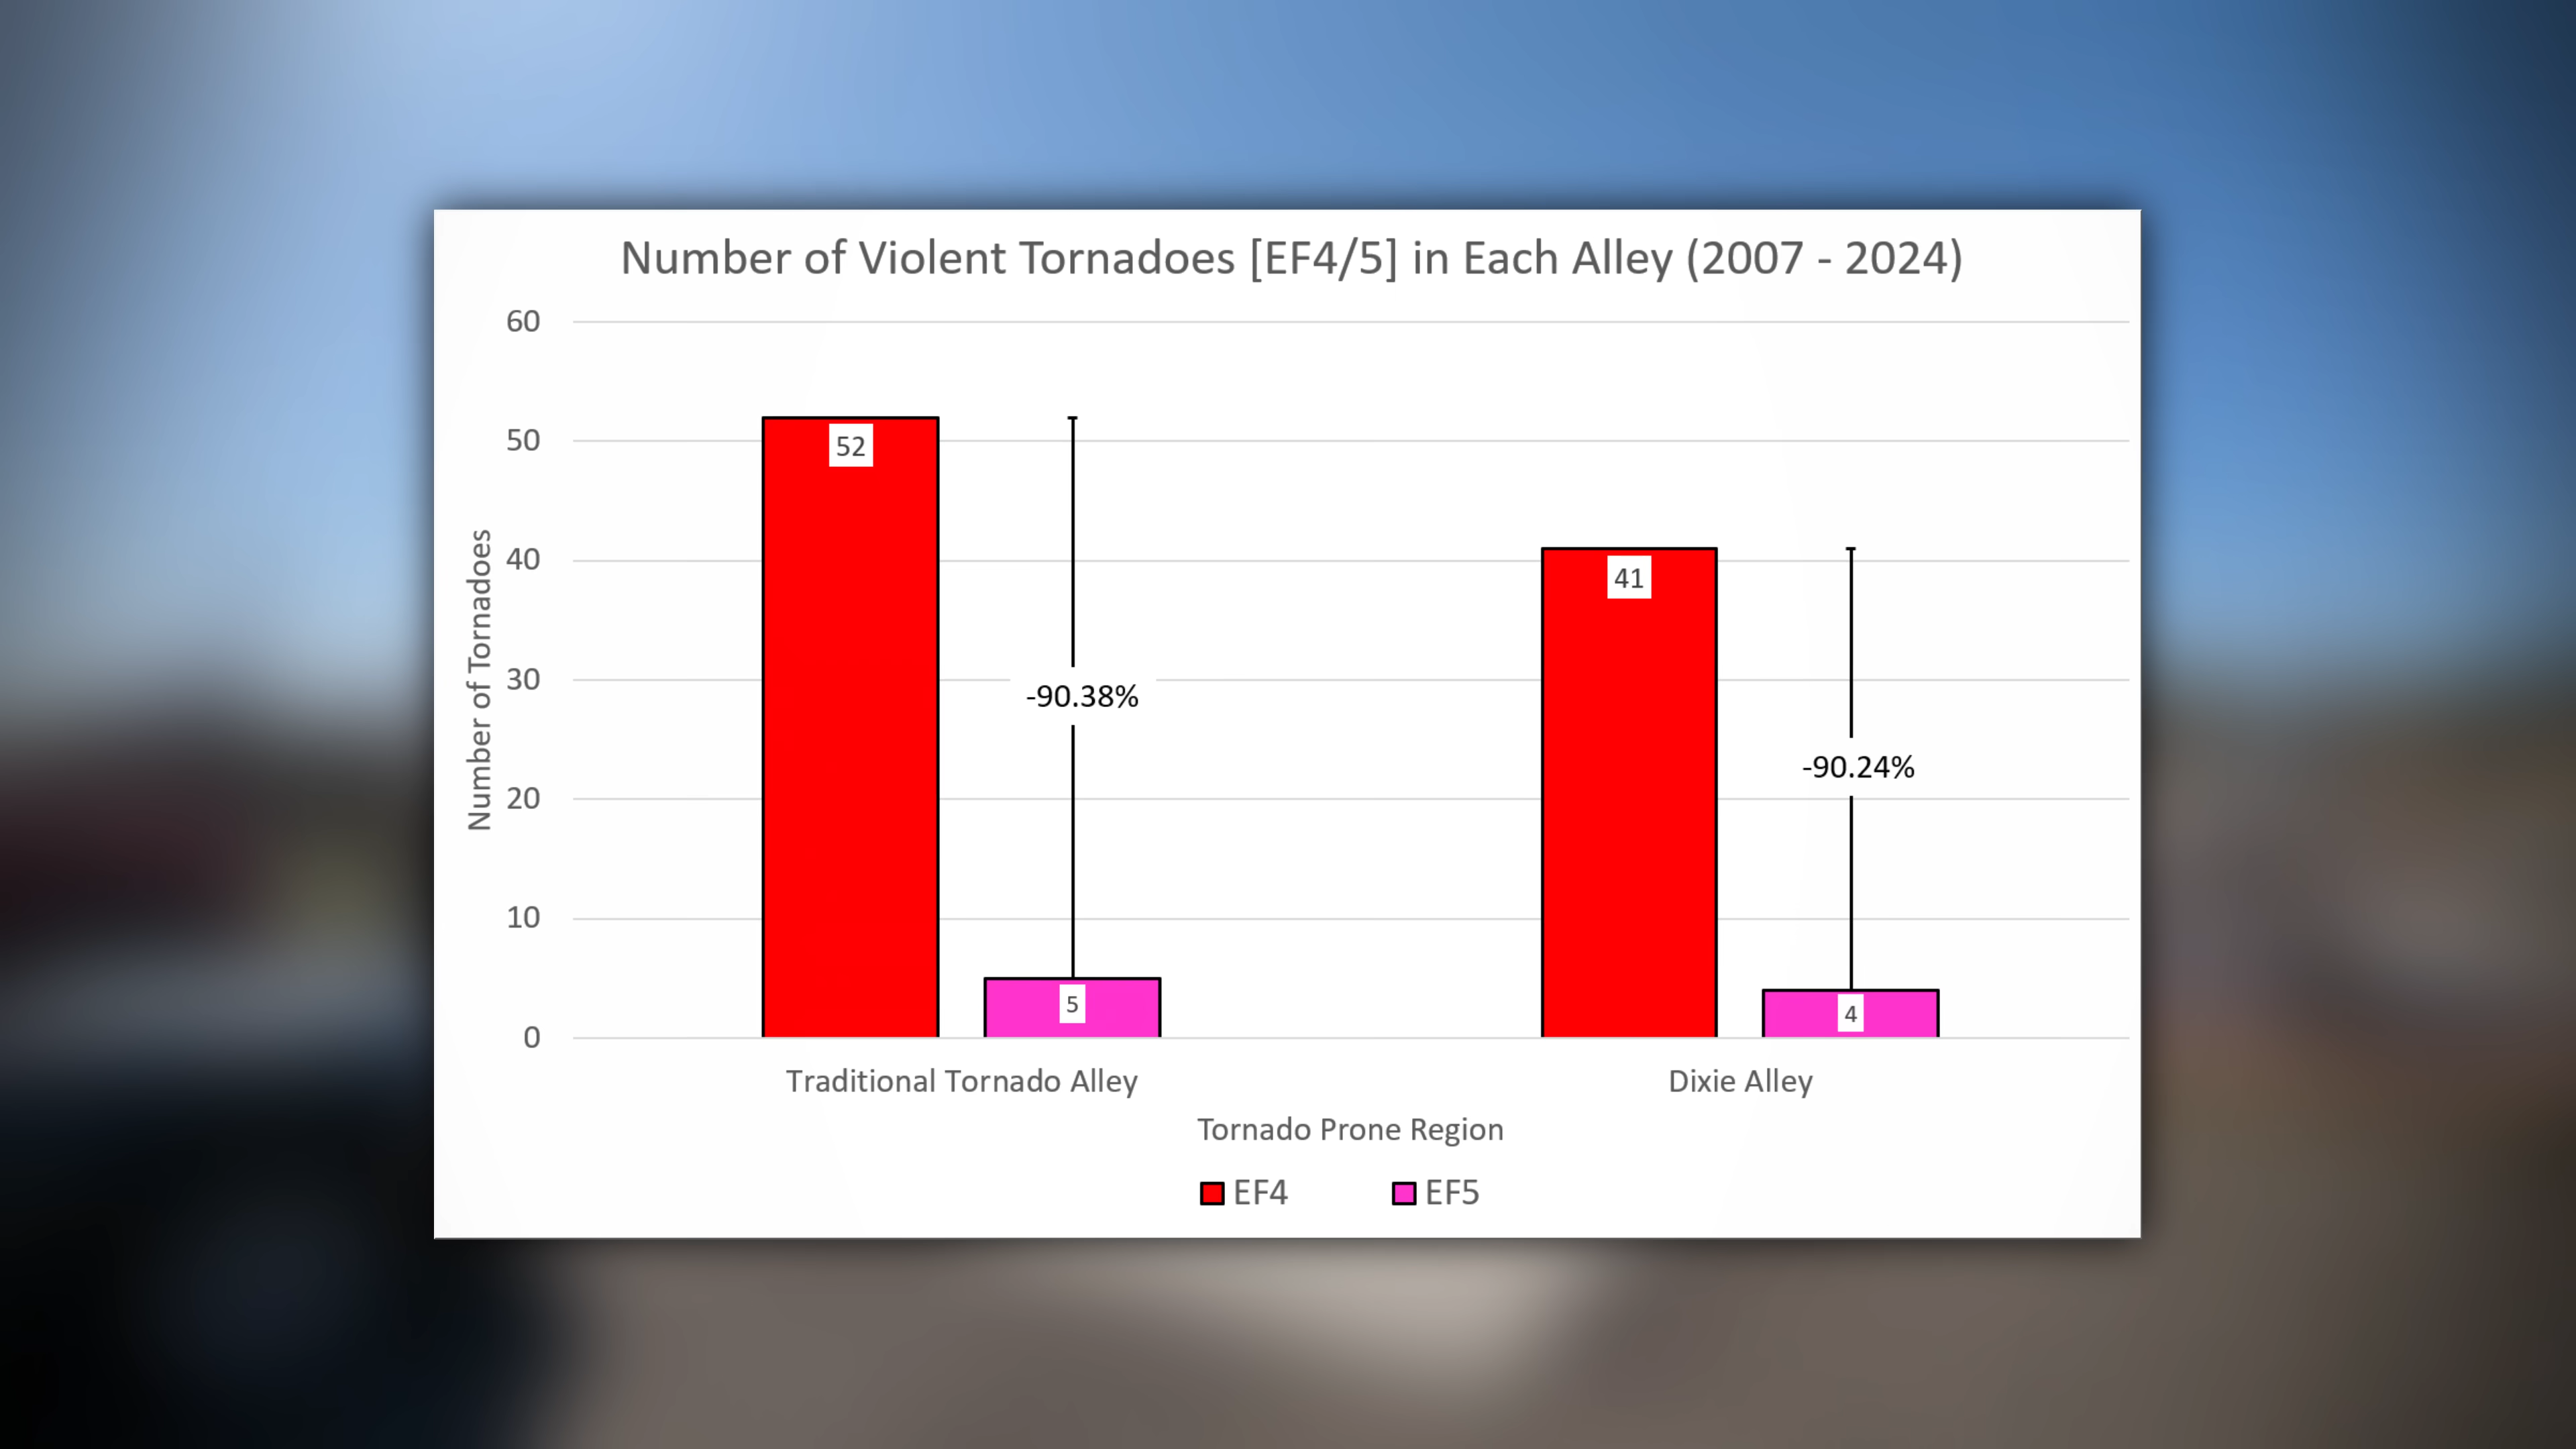 Number of Violent Tornadoes [EF4/5] in Each Alley (2007 - 2024)
Number of Tornadoes
60
50
40
30
20
10
0
52
-90.38%
5
41
-90.24%
4
Traditional Tornado Alley
Dixie Alley
Tornado Prone Region
EF4
EF5